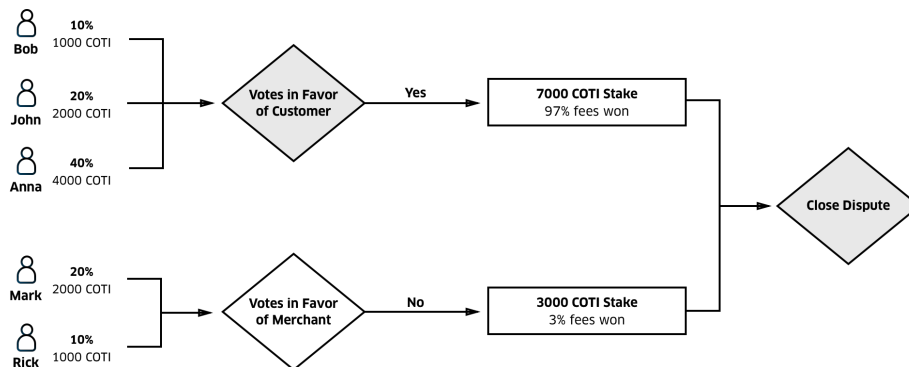 10%
1000 COTI
Bob
20%
2000 COTI
John
40%
4000 COTI
Anna
Votes in Favor
of Customer
Yes
7000 COTI Stake
97% fees won
Close Dispute
20%
2000 COTI
Mark
10%
1000 COTI
Rick
Votes in Favor
of Merchant
No
3000 COTI Stake
3% fees won